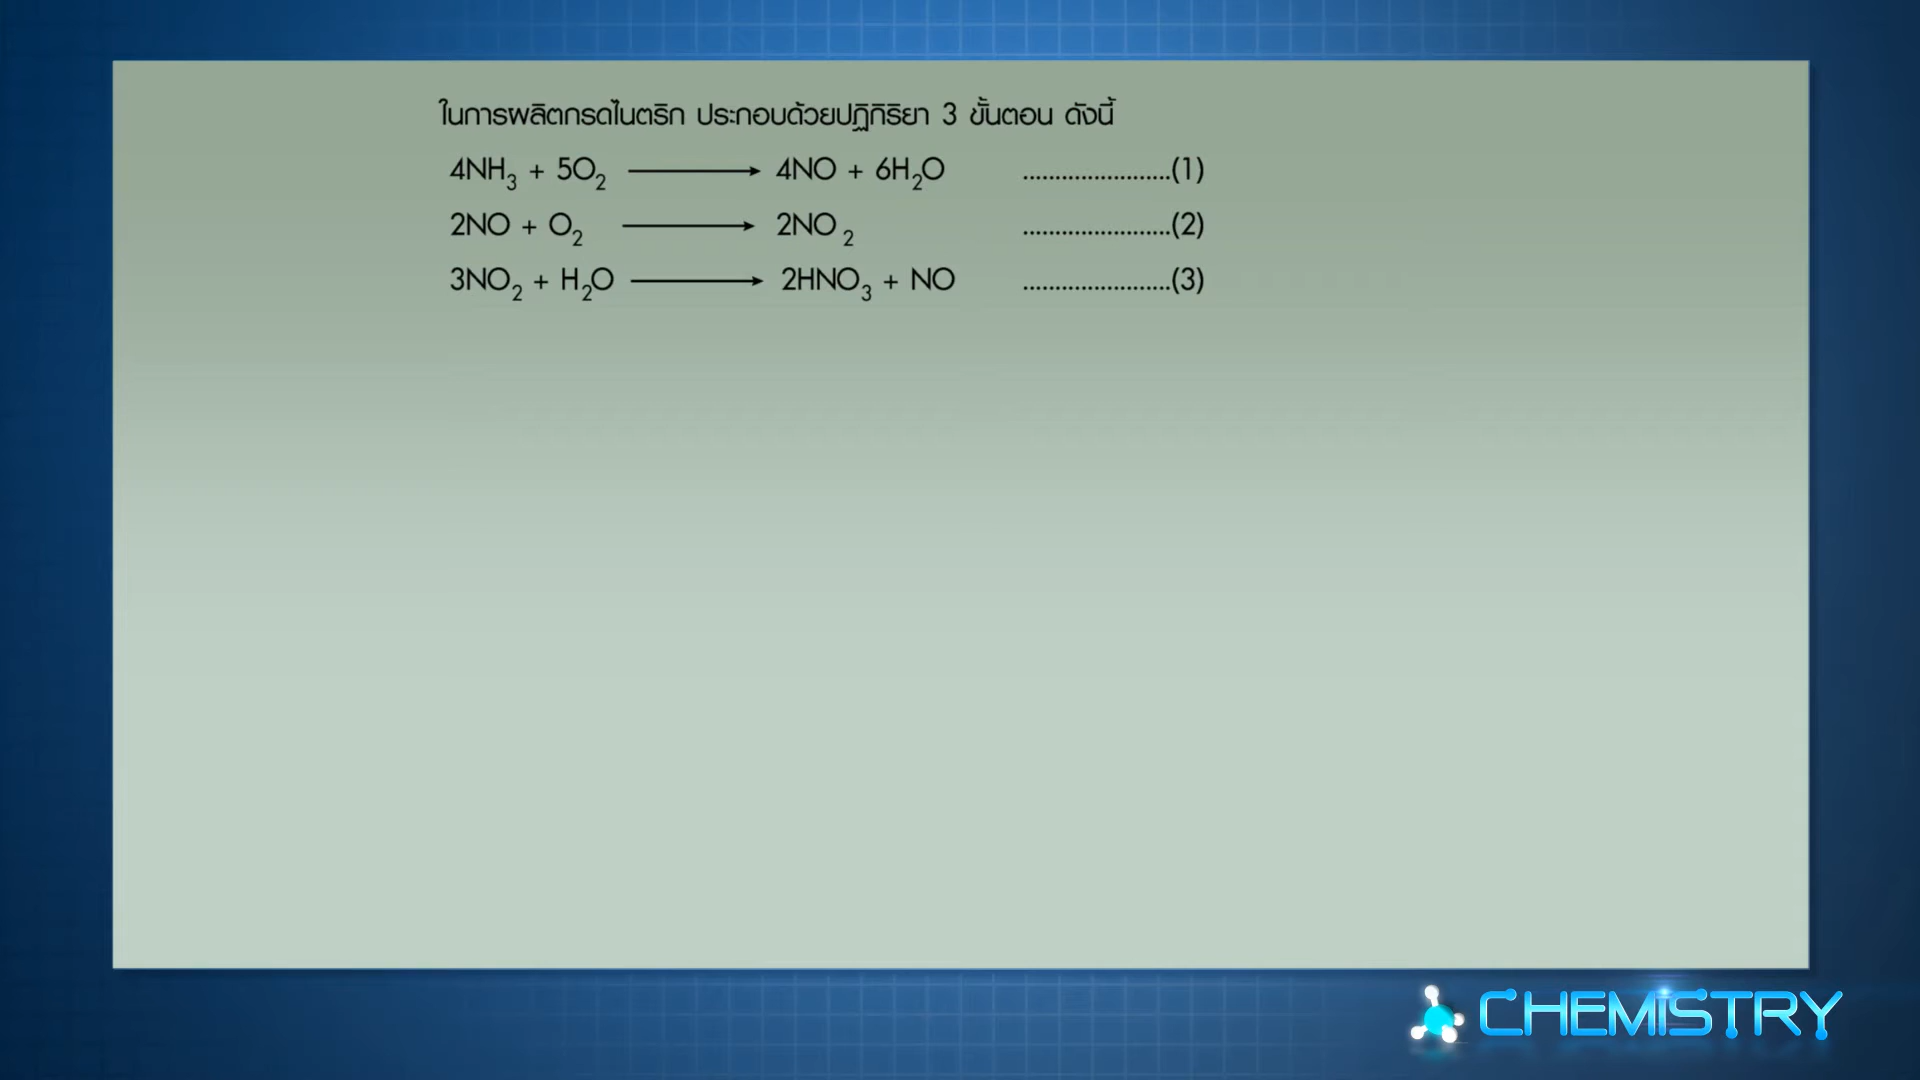 ในการผลิตกรดไนตริก ประกอบด้วยปฏิกิริยา 3 ขั้นตอน ดังนี้
4NH₃ + 5O₂ ⟶ 4NO + 6H₂O .......................(1)
2NO + O₂ ⟶ 2NO₂ .......................(2)
3NO₂ + H₂O ⟶ 2HNO₃ + NO .......................(3)
CHEMISTRY